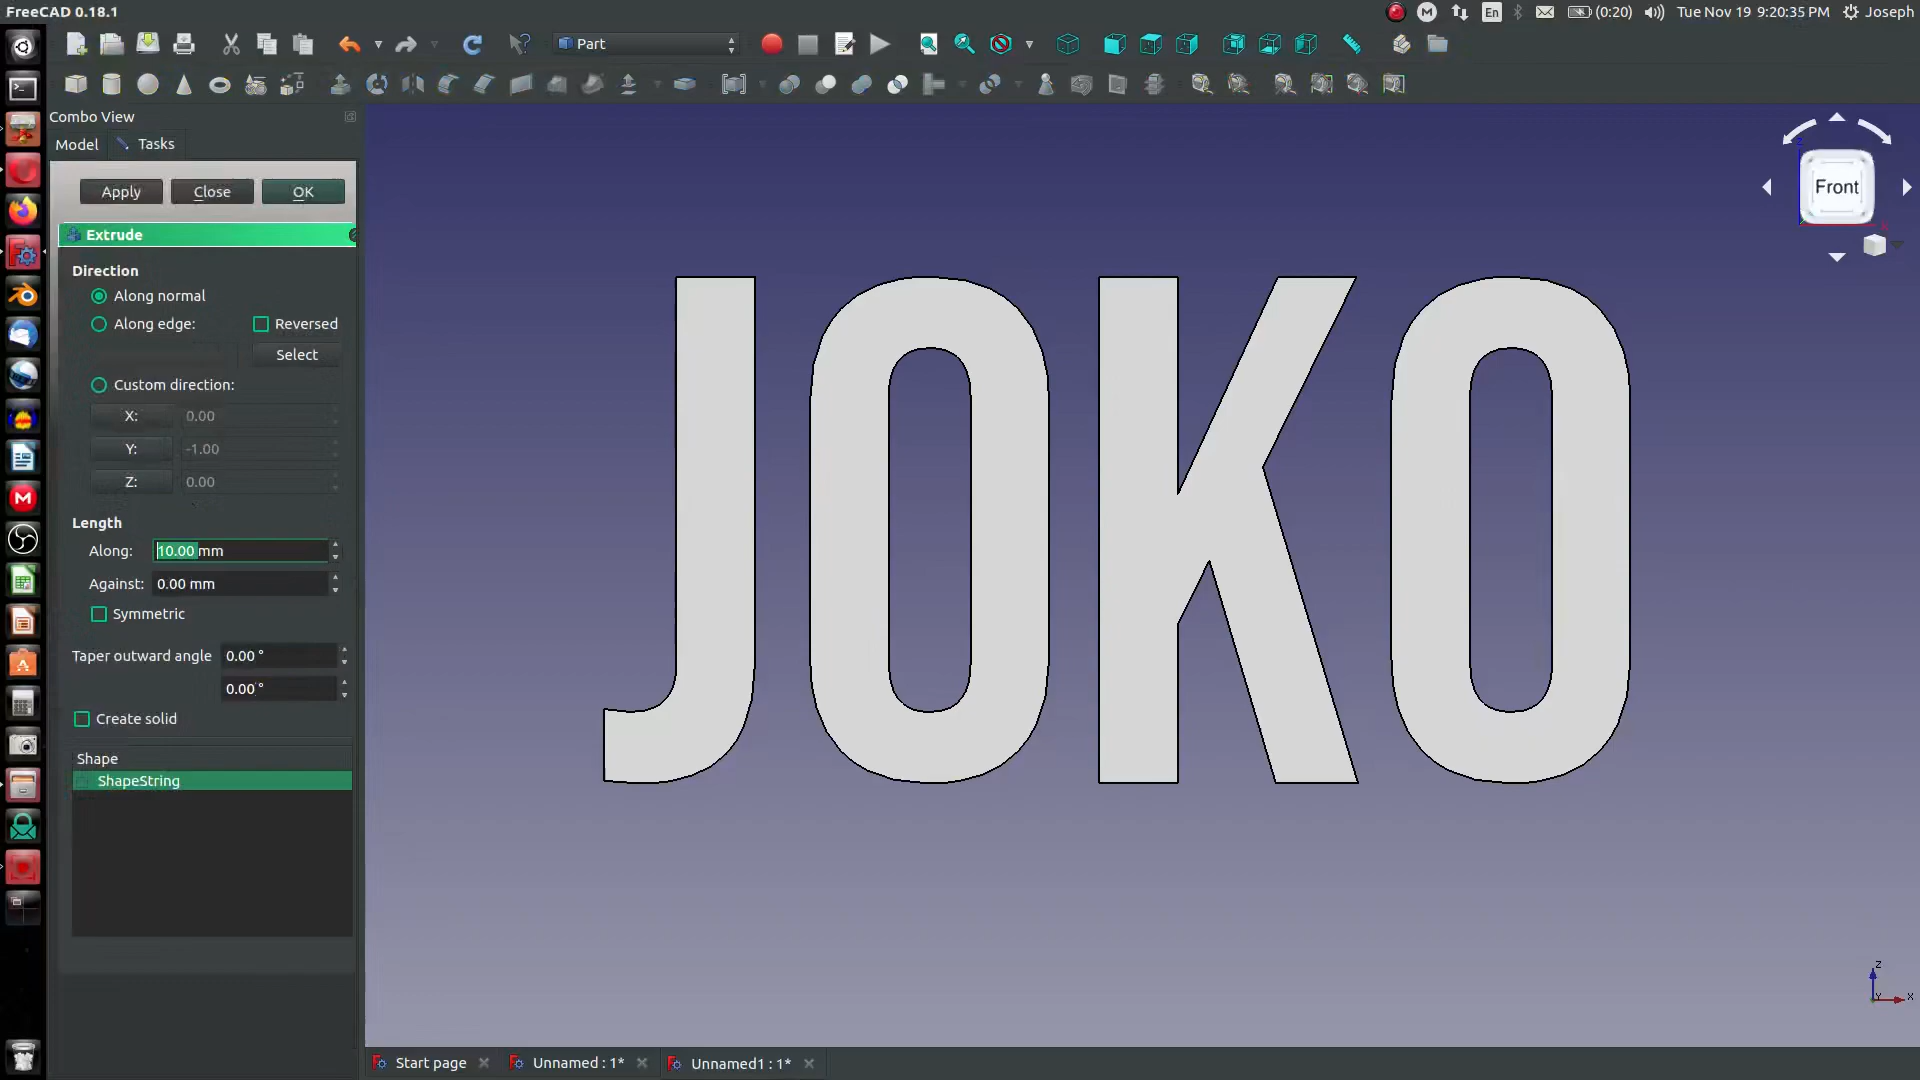 FreeCAD 0.18.1
M
En
(0:20)
Tue Nov 19 9:20:35 PM
Joseph
Part
Combo View
Model
Tasks
Apply
Close
OK
Extrude
Direction
Along normal
Along edge:
Reversed
Select
Custom direction:
X:
0.00
Y:
-1.00
Z:
0.00
Length
Along:
10.00 mm
Against:
0.00 mm
Symmetric
Taper outward angle
0.00 °
0.00 °
Create solid
Shape
ShapeString
JOKO
Front
Z
Y
X
Start page
Unnamed : 1*
Unnamed1 : 1*